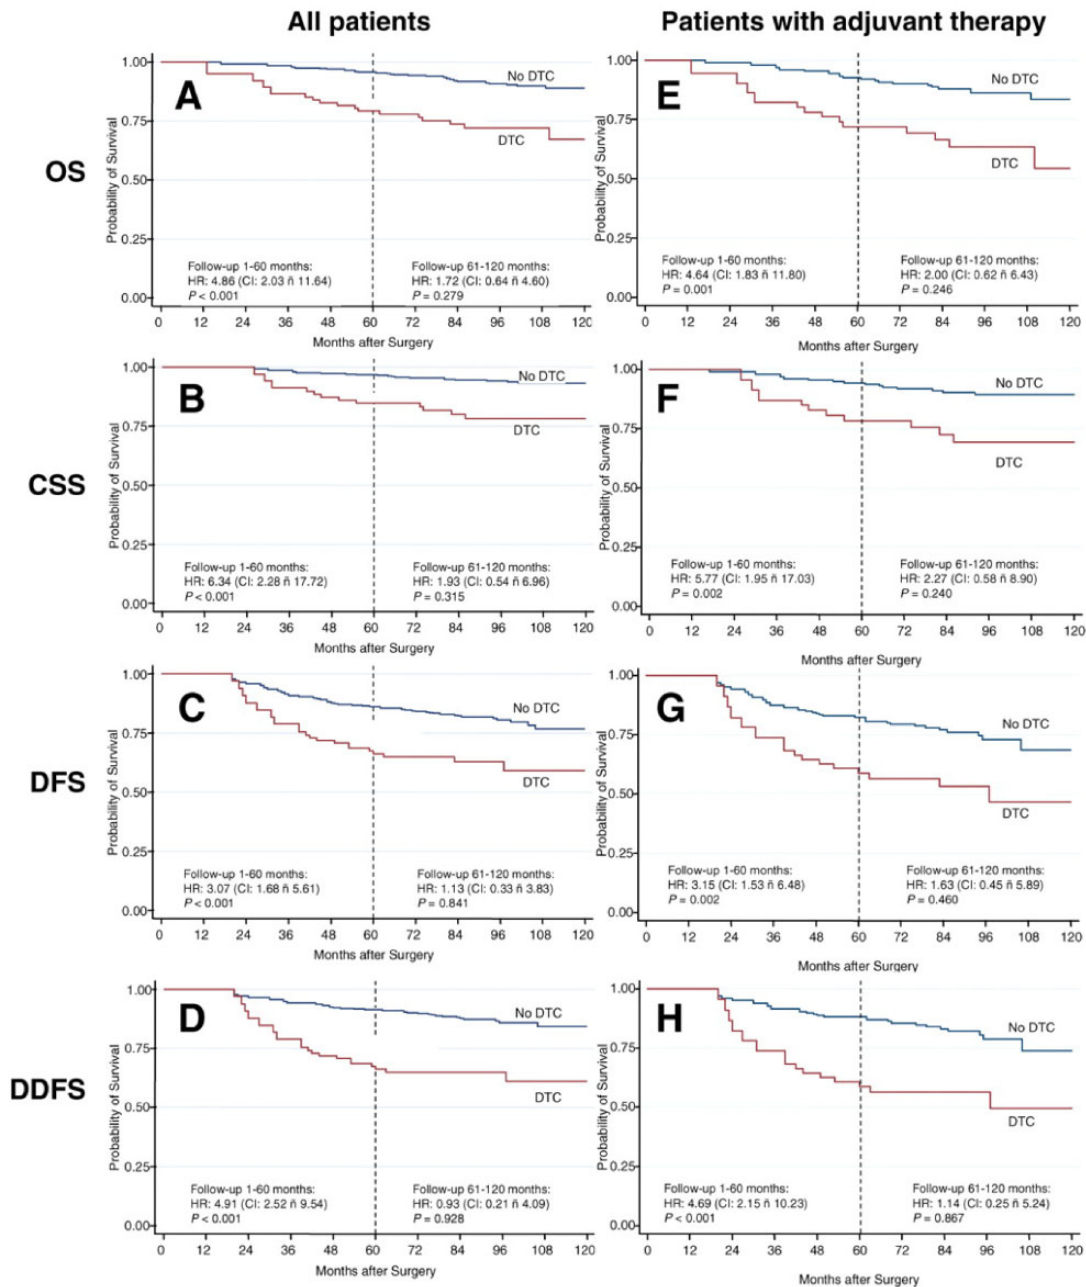 All patients
Patients with adjuvant therapy
OS
A
Probability of Survival
1.00
0.75
0.50
0.25
0.00
No DTC
DTC
Follow-up 1-60 months:
HR: 4.86 (CI: 2.03 ñ 11.64)
P < 0.001
Follow-up 61-120 months:
HR: 1.72 (CI: 0.64 ñ 4.60)
P = 0.279
0 12 24 36 48 60 72 84 96 108 120
Months after Surgery
E
Probability of Survival
1.00
0.75
0.50
0.25
0.00
No DTC
DTC
Follow-up 1-60 months:
HR: 4.64 (CI: 1.83 ñ 11.80)
P = 0.001
Follow-up 61-120 months:
HR: 2.00 (CI: 0.62 ñ 6.43)
P = 0.246
0 12 24 36 48 60 72 84 96 108 120
Months after Surgery
CSS
B
Probability of Survival
1.00
0.75
0.50
0.25
0.00
No DTC
DTC
Follow-up 1-60 months:
HR: 6.34 (CI: 2.28 ñ 17.72)
P < 0.001
Follow-up 61-120 months:
HR: 1.93 (CI: 0.54 ñ 6.96)
P = 0.315
0 12 24 36 48 60 72 84 96 108 120
Months after Surgery
F
Probability of Survival
1.00
0.75
0.50
0.25
0.00
No DTC
DTC
Follow-up 1-60 months:
HR: 5.77 (CI: 1.95 ñ 17.03)
P = 0.002
Follow-up 61-120 months:
HR: 2.27 (CI: 0.58 ñ 8.90)
P = 0.240
0 12 24 36 48 60 72 84 96 108 120
Months after Surgery
DFS
C
Probability of Survival
1.00
0.75
0.50
0.25
0.00
No DTC
DTC
Follow-up 1-60 months:
HR: 3.07 (CI: 1.68 ñ 5.61)
P < 0.001
Follow-up 61-120 months:
HR: 1.13 (CI: 0.33 ñ 3.83)
P = 0.841
0 12 24 36 48 60 72 84 96 108 120
Months after Surgery
G
Probability of Survival
1.00
0.75
0.50
0.25
0.00
No DTC
DTC
Follow-up 1-60 months:
HR: 3.15 (CI: 1.53 ñ 6.48)
P = 0.002
Follow-up 61-120 months:
HR: 1.63 (CI: 0.45 ñ 5.89)
P = 0.460
0 12 24 36 48 60 72 84 96 108 120
Months after Surgery
DDFS
D
Probability of Survival
1.00
0.75
0.50
0.25
0.00
No DTC
DTC
Follow-up 1-60 months:
HR: 4.91 (CI: 2.52 ñ 9.54)
P < 0.001
Follow-up 61-120 months:
HR: 0.93 (CI: 0.21 ñ 4.09)
P = 0.928
0 12 24 36 48 60 72 84 96 108 120
Months after Surgery
H
Probability of Survival
1.00
0.75
0.50
0.25
0.00
No DTC
DTC
Follow-up 1-60 months:
HR: 4.69 (CI: 2.15 ñ 10.23)
P < 0.001
Follow-up 61-120 months:
HR: 1.14 (CI: 0.25 ñ 5.24)
P = 0.867
0 12 24 36 48 60 72 84 96 108 120
Months after Surgery